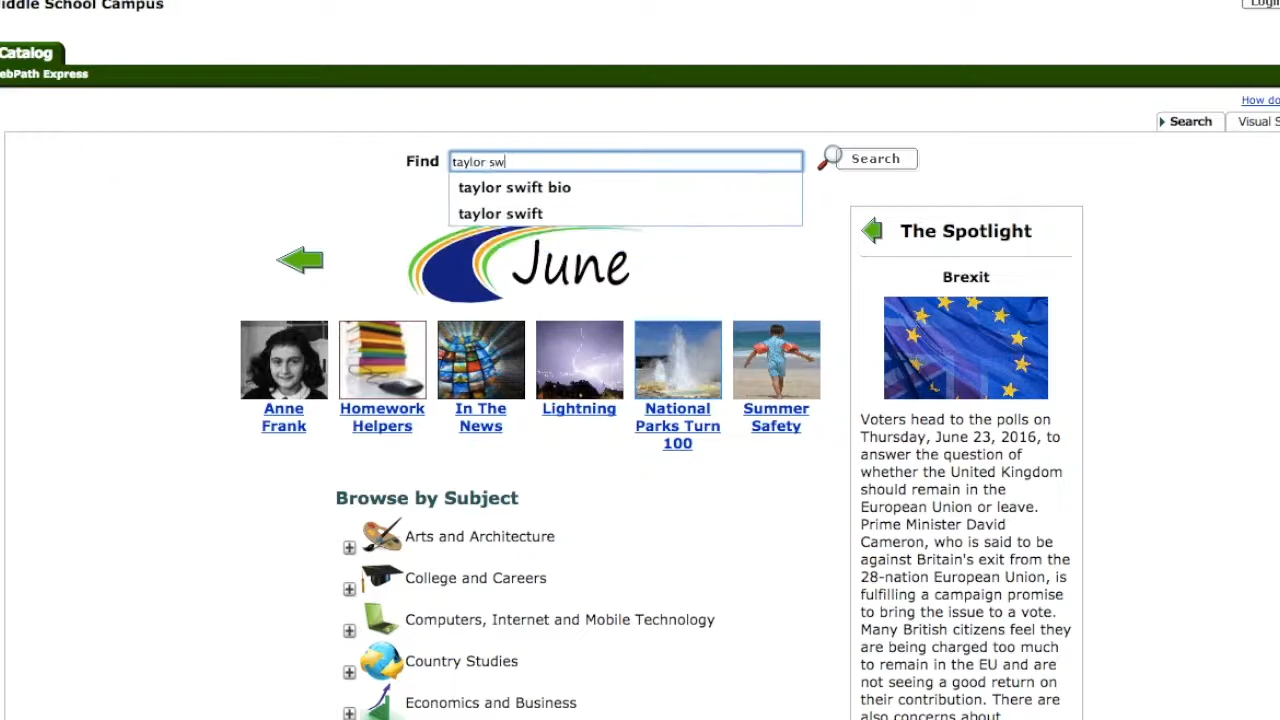 iddle School Campus
Login
Catalog
ebPath Express
How do
Search
Visual S
Find
taylor sw
Search
taylor swift bio
taylor swift
June
The Spotlight
Brexit
Anne
Frank
Homework
Helpers
In The
News
Lightning
National
Parks Turn
100
Summer
Safety
Voters head to the polls on
Thursday, June 23, 2016, to
answer the question of
whether the United Kingdom
should remain in the
European Union or leave.
Prime Minister David
Cameron, who is said to be
against Britain's exit from the
28-nation European Union, is
fulfilling a campaign promise
to bring the issue to a vote.
Many British citizens feel they
are being charged too much
to remain in the EU and are
not seeing a good return on
their contribution. There are
also concerns about
Browse by Subject
Arts and Architecture
College and Careers
Computers, Internet and Mobile Technology
Country Studies
Economics and Business